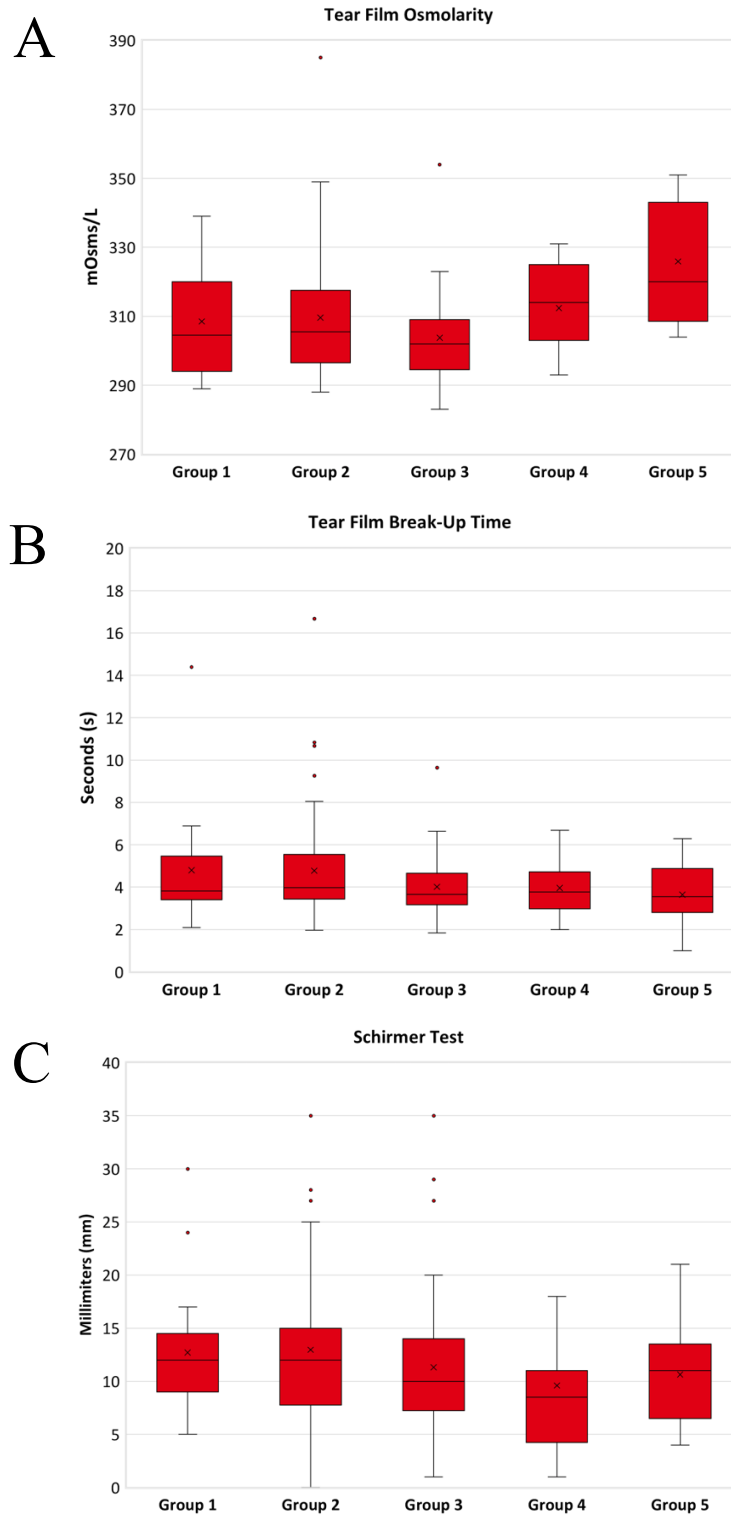 A
Tear Film Osmolarity
mOsms/L
390
370
350
330
310
290
270
Group 1 Group 2 Group 3 Group 4 Group 5
B
Tear Film Break-Up Time
Seconds (s)
20
18
16
14
12
10
8
6
4
2
0
Group 1 Group 2 Group 3 Group 4 Group 5
C
Schirmer Test
Millimiters (mm)
40
35
30
25
20
15
10
5
0
Group 1 Group 2 Group 3 Group 4 Group 5